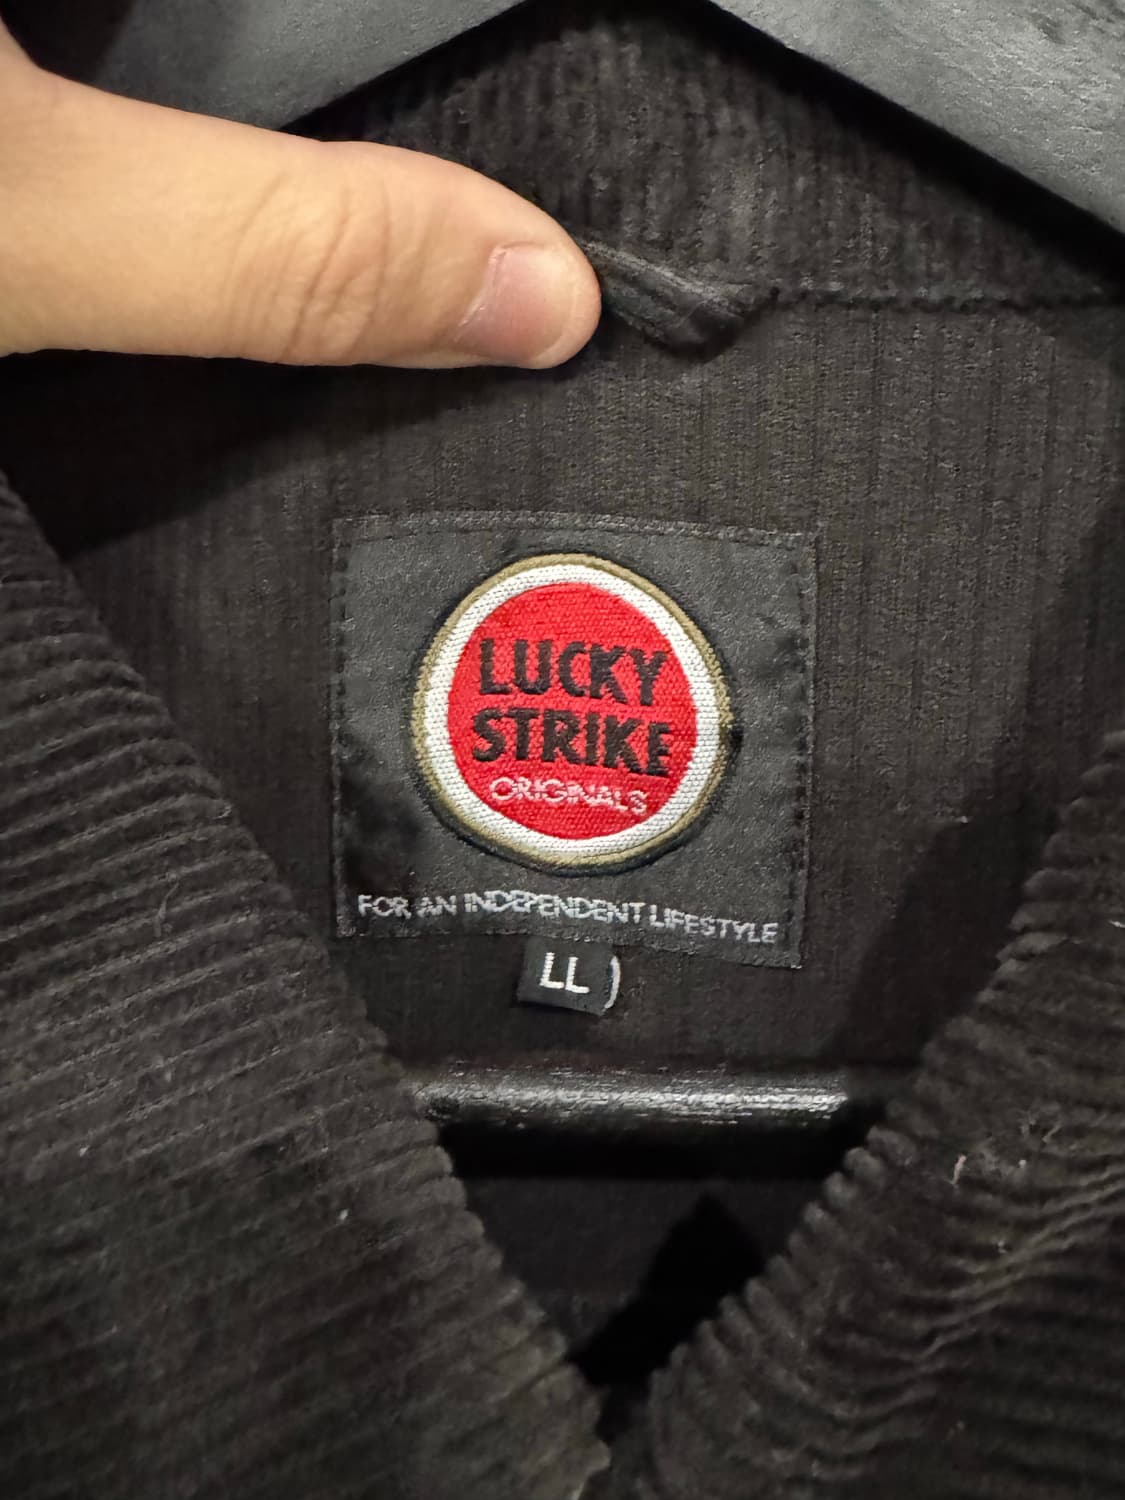 LUCKY
STRIKE
ORIGINALS
FOR AN INDEPENDENT LIFESTYLE
LL )